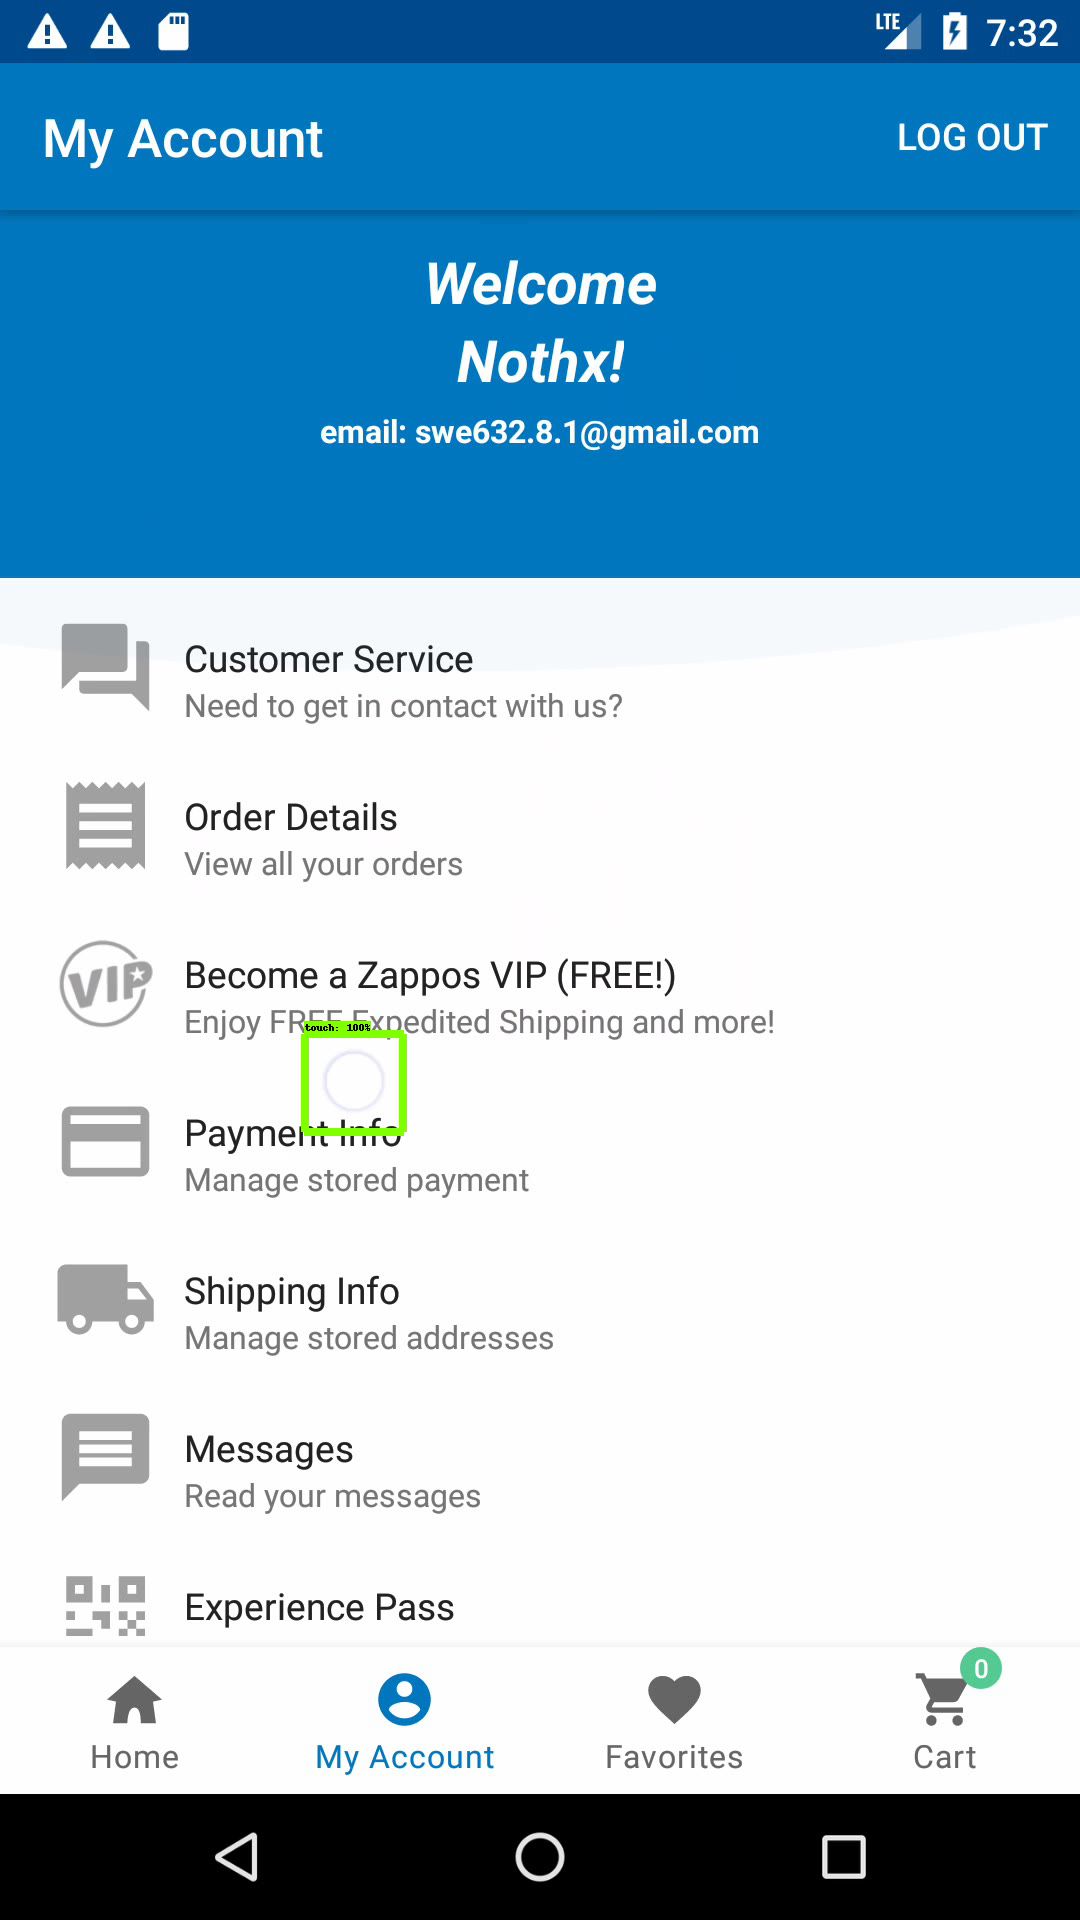 LTE 7:32
My Account LOG OUT
Welcome
Nothx!
email: swe632.8.1@gmail.com
Customer Service
Need to get in contact with us?
Order Details
View all your orders
VIP
Become a Zappos VIP (FREE!)
Enjoy FREE Expedited Shipping and more!
touch: 100%
Payment Info
Manage stored payment
Shipping Info
Manage stored addresses
Messages
Read your messages
Experience Pass
0
Home My Account Favorites Cart